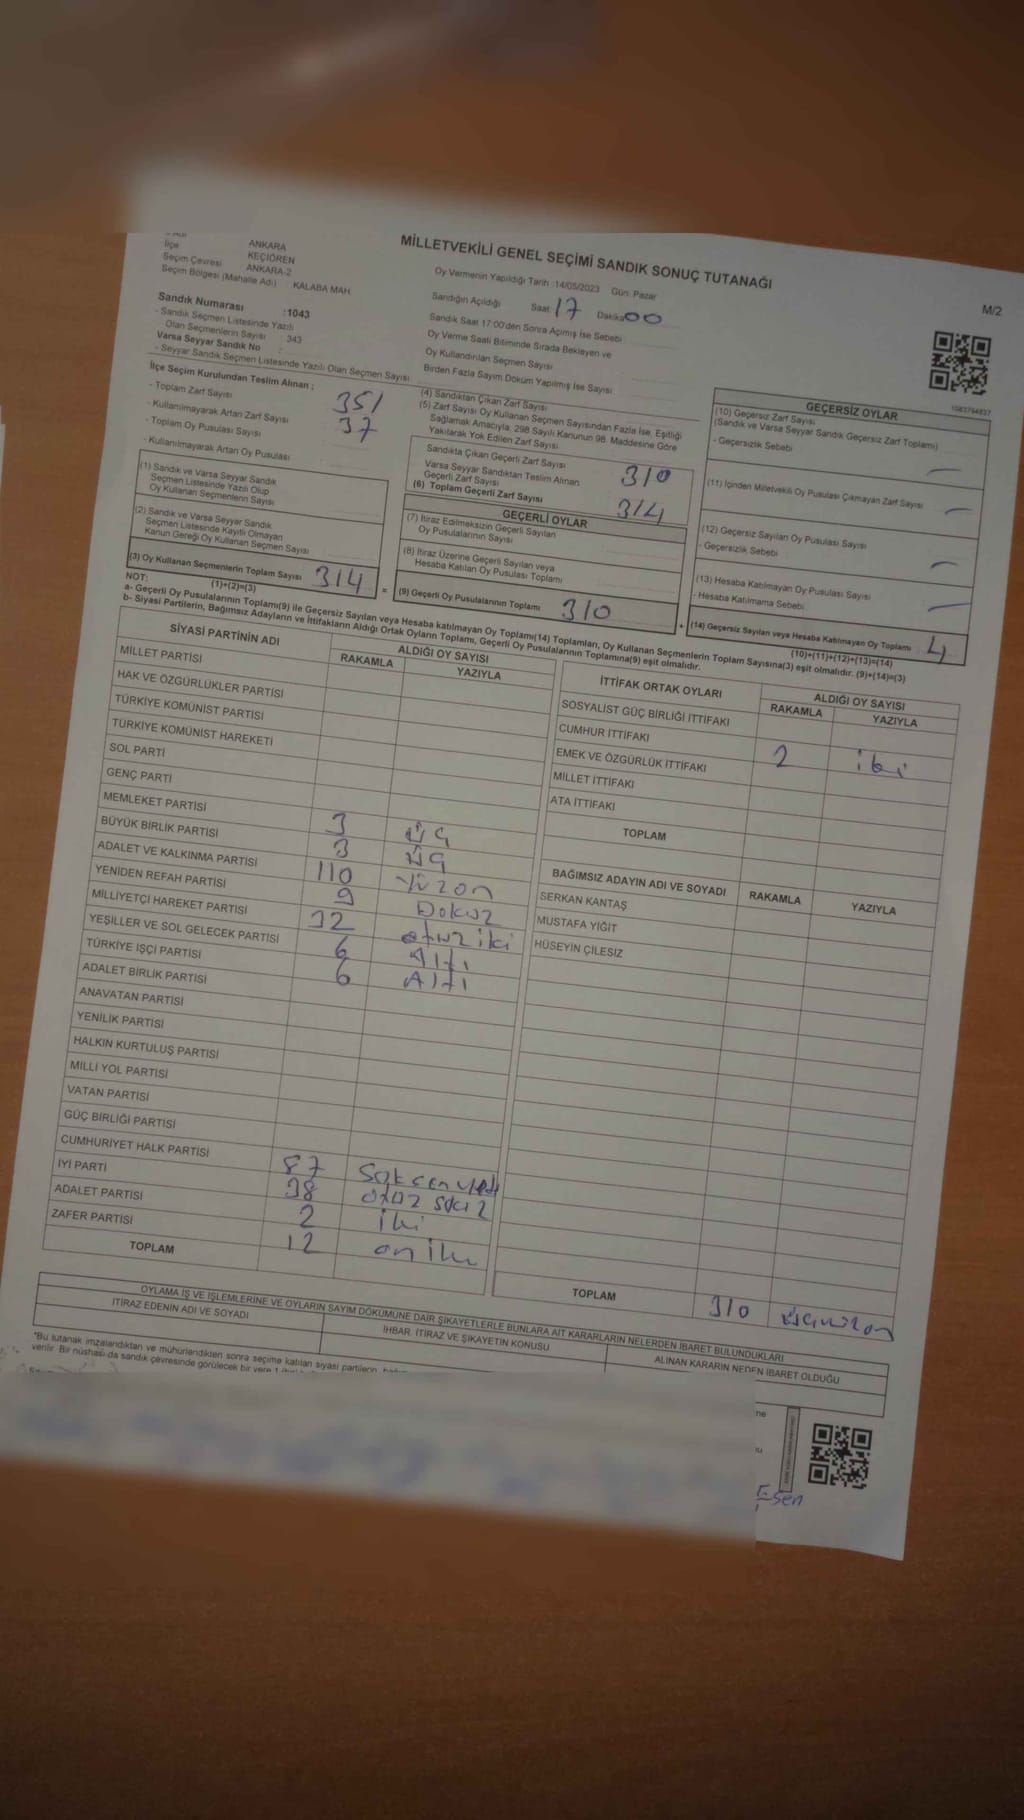 MİLLETVEKİLİ GENEL SEÇİMİ SANDIK SONUÇ TUTANAĞI
M/2
İlçe
ANKARA
KEÇİÖREN
Seçim Çevresi ANKARA-2
Seçim Bölgesi (Mahalle Adı) KALABA MAH
Oy Vermenin Yapıldığı Tarih :14/05/2023 Gün: Pazar
Sandık Numarası :1043
- Sandık Seçmen Listesinde Yazılı
Olan Seçmenlerin Sayısı : 343
Varsa Seyyar Sandık No
- Seyyar Sandık Seçmen Listesinde Yazılı Olan Seçmen Sayısı
Sandığın Açıldığı Saat 17 Dakika 00
Sandık Saat 17:00'den Sonra Açımış İse Sebebi
Oy Verme Saati Bitiminde Sırada Bekleyen ve
Oy Kullandırılan Seçmen Sayısı
Birden Fazla Sayım Döküm Yapılmış İse Sayısı
İlçe Seçim Kurulundan Teslim Alınan ;
- Toplam Zarf Sayısı 351
- Kullanılmayarak Artan Zarf Sayısı 37
- Toplam Oy Pusulası Sayısı
- Kullanılmayarak Artan Oy Pusulası
(1) Sandık ve Varsa Seyyar Sandık
Seçmen Listesinde Yazılı Olup
Oy Kullanan Seçmenlerin Sayısı
(2) Sandık ve Varsa Seyyar Sandık
Seçmen Listesinde Kayıtlı Olmayan
Kanun Gereği Oy Kullanan Seçmen Sayısı
(3) Oy Kullanan Seçmenlerin Toplam Sayısı 314
(1)+(2)=(3)
(4) Sandıktan Çıkan Zarf Sayısı
(5) Zarf Sayısı Oy Kullanan Seçmen Sayısından Fazla İse, Eşitliği
Sağlamak Amacıyla, 298 Sayılı Kanunun 98. Maddesine Göre
Yakılarak Yok Edilen Zarf Sayısı
Sandıkta Çıkan Geçerli Zarf Sayısı 310
Varsa Seyyar Sandıktan Teslim Alınan
Geçerli Zarf Sayısı
(6) Toplam Geçerli Zarf Sayısı 314
GEÇERLİ OYLAR
(7) İtiraz Edilmeksizin Geçerli Sayılan
Oy Pusulalarının Sayısı
(8) İtiraz Üzerine Geçerli Sayılan veya
Hesaba Katılan Oy Pusulası Toplamı
= (9) Geçerli Oy Pusulalarının Toplamı 310
GEÇERSİZ OYLAR
(10) Geçersiz Zarf Sayısı
(Sandık ve Varsa Seyyar Sandık Geçersiz Zarf Toplamı)
- Geçersizlik Sebebi —
(11) İçinden Milletvekili Oy Pusulası Çıkmayan Zarf Sayısı —
(12) Geçersiz Sayılan Oy Pusulası Sayısı
- Geçersizlik Sebebi —
(13) Hesaba Katılmayan Oy Pusulası Sayısı
- Hesaba Katılmama Sebebi —
+ (14) Geçersiz Sayılan veya Hesaba Katılmayan Oy Toplamı 4
(10)+(11)+(12)+(13)=(14)
NOT:
a- Geçerli Oy Pusulalarının Toplamı(9) ile Geçersiz Sayılan veya Hesaba katılmayan Oy Toplamı(14) Toplamları, Oy Kullanan Seçmenlerin Toplam Sayısına(3) eşit olmalıdır. (9)+(14)=(3)
b- Siyasi Partilerin, Bağımsız Adayların ve İttifakların Aldığı Ortak Oyların Toplamı, Geçerli Oy Pusulalarının Toplamına(9) eşit olmalıdır.
SİYASİ PARTİNİN ADI ALDIĞI OY SAYISI
RAKAMLA YAZIYLA
MİLLET PARTİSİ
HAK VE ÖZGÜRLÜKLER PARTİSİ
TÜRKİYE KOMÜNİST PARTİSİ
TÜRKİYE KOMÜNİST HAREKETİ
SOL PARTİ
GENÇ PARTİ
MEMLEKET PARTİSİ 3 üç
BÜYÜK BİRLİK PARTİSİ 3 üç
ADALET VE KALKINMA PARTİSİ 110 Yüzon
YENİDEN REFAH PARTİSİ 9 Dokuz
MİLLİYETÇİ HAREKET PARTİSİ 32 otuz iki
YEŞİLLER VE SOL GELECEK PARTİSİ 6 Altı
TÜRKİYE İŞÇİ PARTİSİ 6 Altı
ADALET BİRLİK PARTİSİ
ANAVATAN PARTİSİ
YENİLİK PARTİSİ
HALKIN KURTULUŞ PARTİSİ
MİLLİ YOL PARTİSİ
VATAN PARTİSİ
GÜÇ BİRLİĞİ PARTİSİ
CUMHURİYET HALK PARTİSİ 87 Seksen yedi
İYİ PARTİ 38 otuz sekiz
ADALET PARTİSİ 2 iki
ZAFER PARTİSİ 12 on iki
TOPLAM
İTTİFAK ORTAK OYLARI ALDIĞI OY SAYISI
RAKAMLA YAZIYLA
SOSYALİST GÜÇ BİRLİĞİ İTTİFAKI
CUMHUR İTTİFAKI 2 iki
EMEK VE ÖZGÜRLÜK İTTİFAKI
MİLLET İTTİFAKI
ATA İTTİFAKI
TOPLAM
BAĞIMSIZ ADAYIN ADI VE SOYADI RAKAMLA YAZIYLA
SERKAN KANTAŞ
MUSTAFA YİĞİT
HÜSEYİN ÇİLESİZ
TOPLAM 310 üçyüzon
OYLAMA İŞ VE İŞLEMLERİNE VE OYLARIN SAYIM DÖKÜMÜNE DAİR ŞİKAYETLERLE BUNLARA AİT KARARLARIN NELERDEN İBARET BULUNDUKLARI
İTİRAZ EDENİN ADI VE SOYADI İHBAR, İTİRAZ VE ŞİKAYETİN KONUSU ALINAN KARARIN NEDEN İBARET OLDUĞU
"Bu tutanak imzalandıktan ve mühürlendikten sonra seçime katılan siyasi partilerin,
verilir. Bir nüshası da sandık çevresinde görülecek bir yere